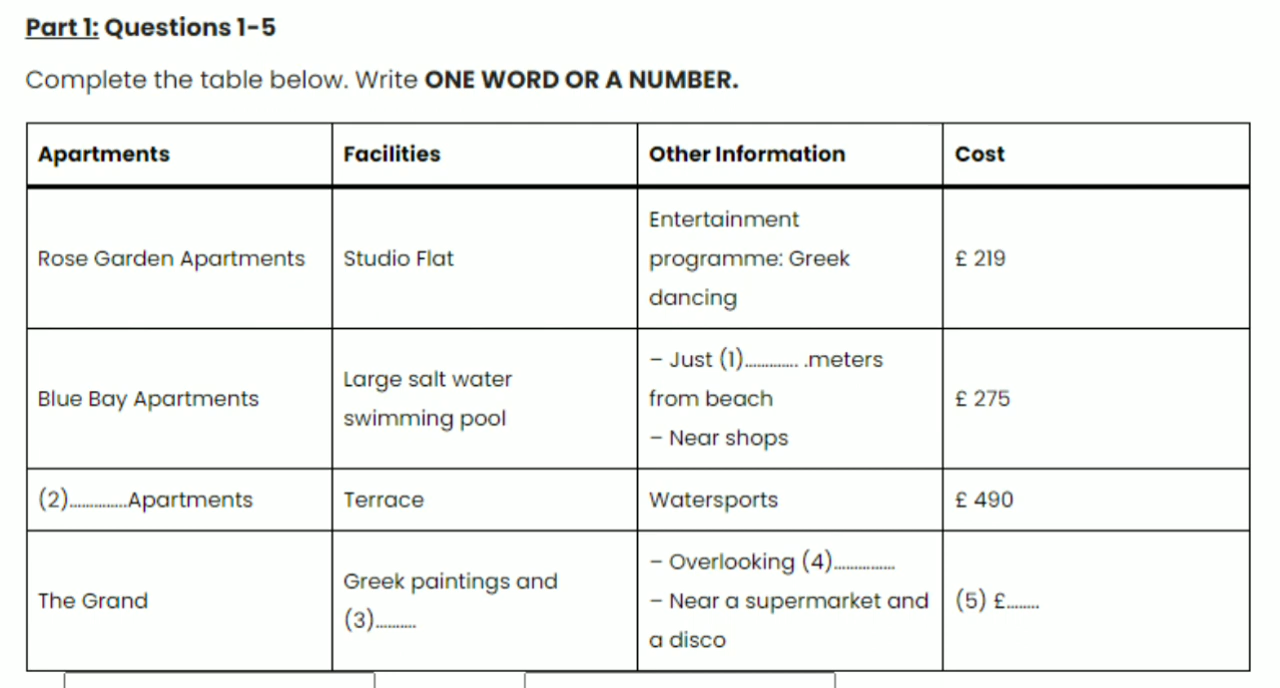 Part 1: Questions 1-5
Complete the table below. Write ONE WORD OR A NUMBER.
Apartments Facilities Other Information Cost
Rose Garden Apartments Studio Flat Entertainment programme: Greek dancing £ 219
Blue Bay Apartments Large salt water swimming pool – Just (1)............. .meters from beach – Near shops £ 275
(2)...............Apartments Terrace Watersports £ 490
The Grand Greek paintings and (3).......... – Overlooking (4)............... – Near a supermarket and a disco (5) £........